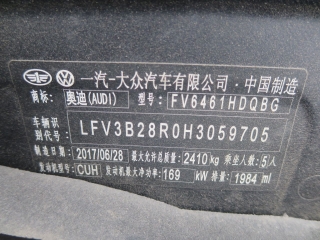 一汽-大众汽车有限公司·中国制造
商标: 奥迪(AUDI) 型号: FV6461HDQBG
车辆识别代号: LFV3B28R0H3059705
制造日期: 2017/06/28 最大允许总质量: 2410kg 乘坐人数: 5人
发动机型号: CUH 发动机最大净功率: 169 kW 排量: 1984 ml